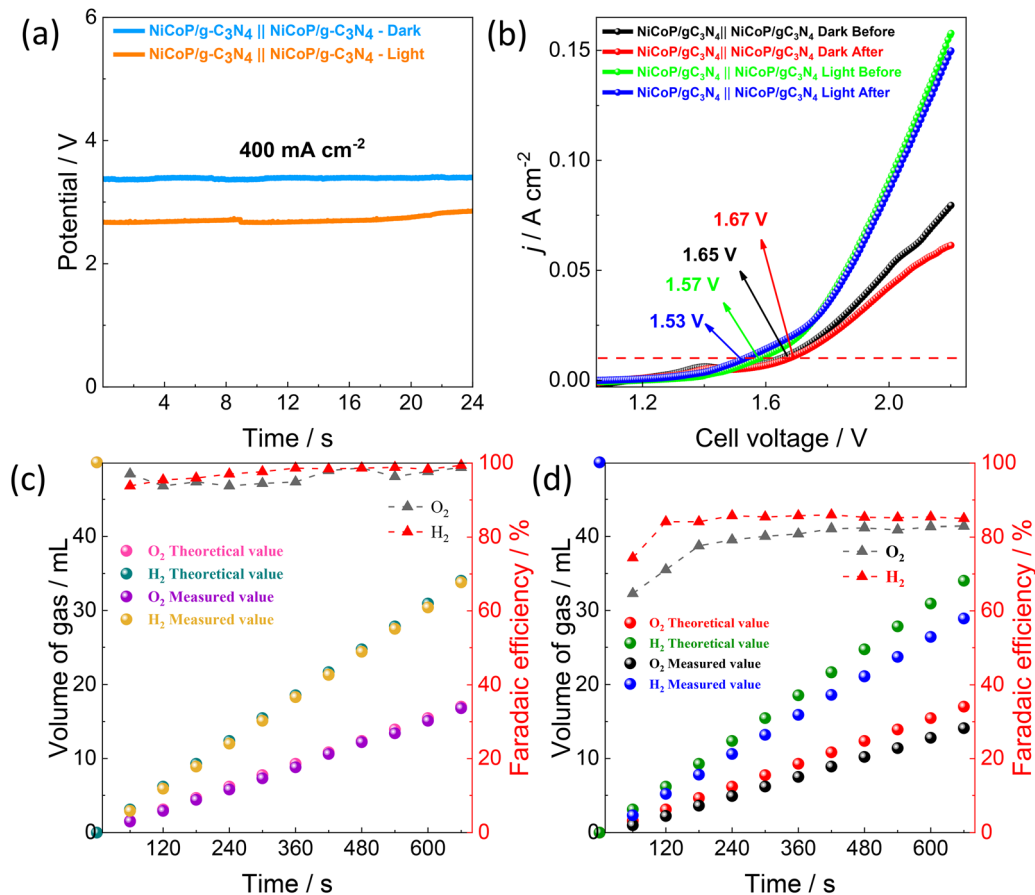 (a)
NiCoP/g-C₃N₄ || NiCoP/g-C₃N₄ - Dark
NiCoP/g-C₃N₄ || NiCoP/g-C₃N₄ - Light
400 mA cm⁻²
6
4
2
0
Potential / V
4
8
12
16
20
24
Time / s
(b)
NiCoP/gC₃N₄|| NiCoP/gC₃N₄ Dark Before
NiCoP/gC₃N₄|| NiCoP/gC₃N₄ Dark After
NiCoP/gC₃N₄ || NiCoP/gC₃N₄ Light Before
NiCoP/gC₃N₄ || NiCoP/gC₃N₄ Light After
1.67 V
1.65 V
1.57 V
1.53 V
0.15
0.10
0.05
0.00
j / A cm⁻²
1.2
1.6
2.0
Cell voltage / V
(c)
O₂
H₂
O₂ Theoretical value
H₂ Theoretical value
O₂ Measured value
H₂ Measured value
40
30
20
10
0
Volume of gas / mL
100
80
60
40
20
0
Faradaic efficiency / %
120
240
360
480
600
Time / s
(d)
O₂
H₂
O₂ Theoretical value
H₂ Theoretical value
O₂ Measured value
H₂ Measured value
40
30
20
10
0
Volume of gas / mL
100
80
60
40
20
0
Faradaic efficiency / %
120
240
360
480
600
Time / s